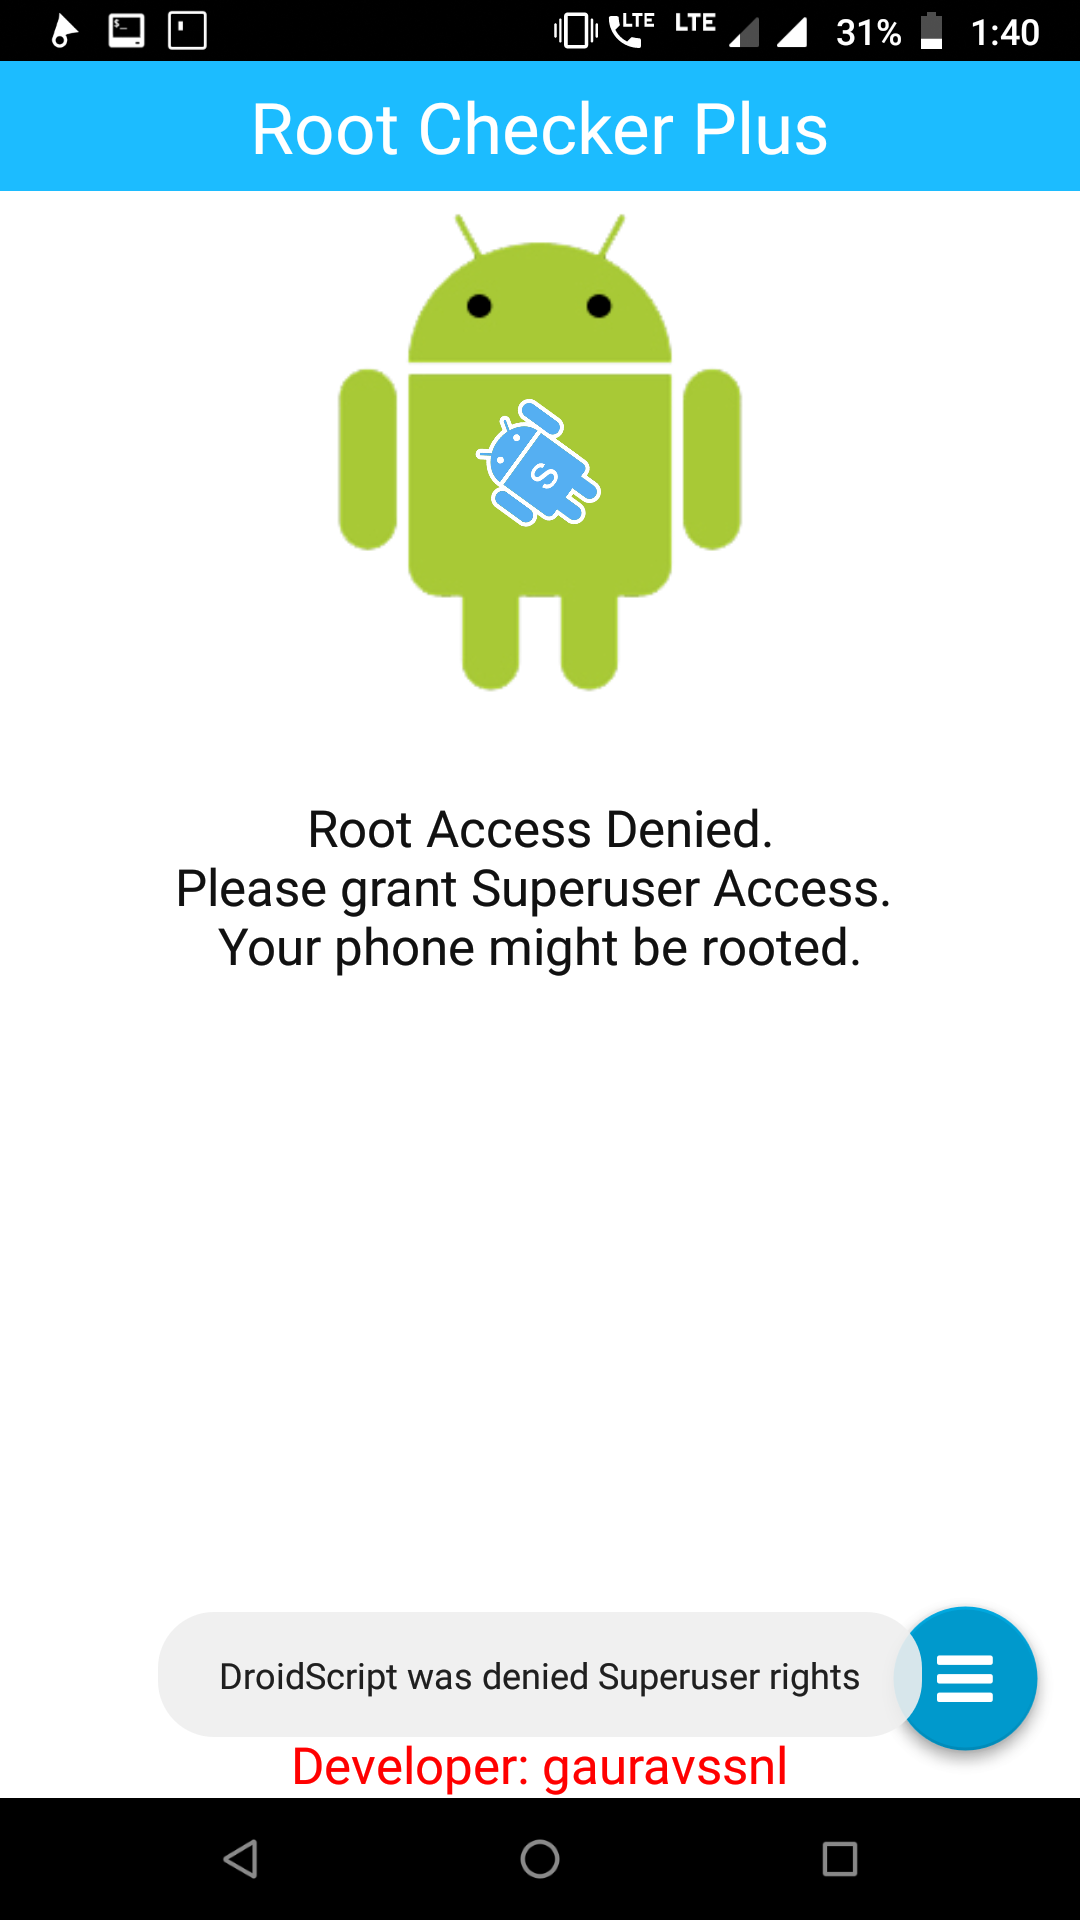 LTE LTE 31% 1:40
Root Checker Plus
S
Root Access Denied.
Please grant Superuser Access.
Your phone might be rooted.
DroidScript was denied Superuser rights
Developer: gauravssnl